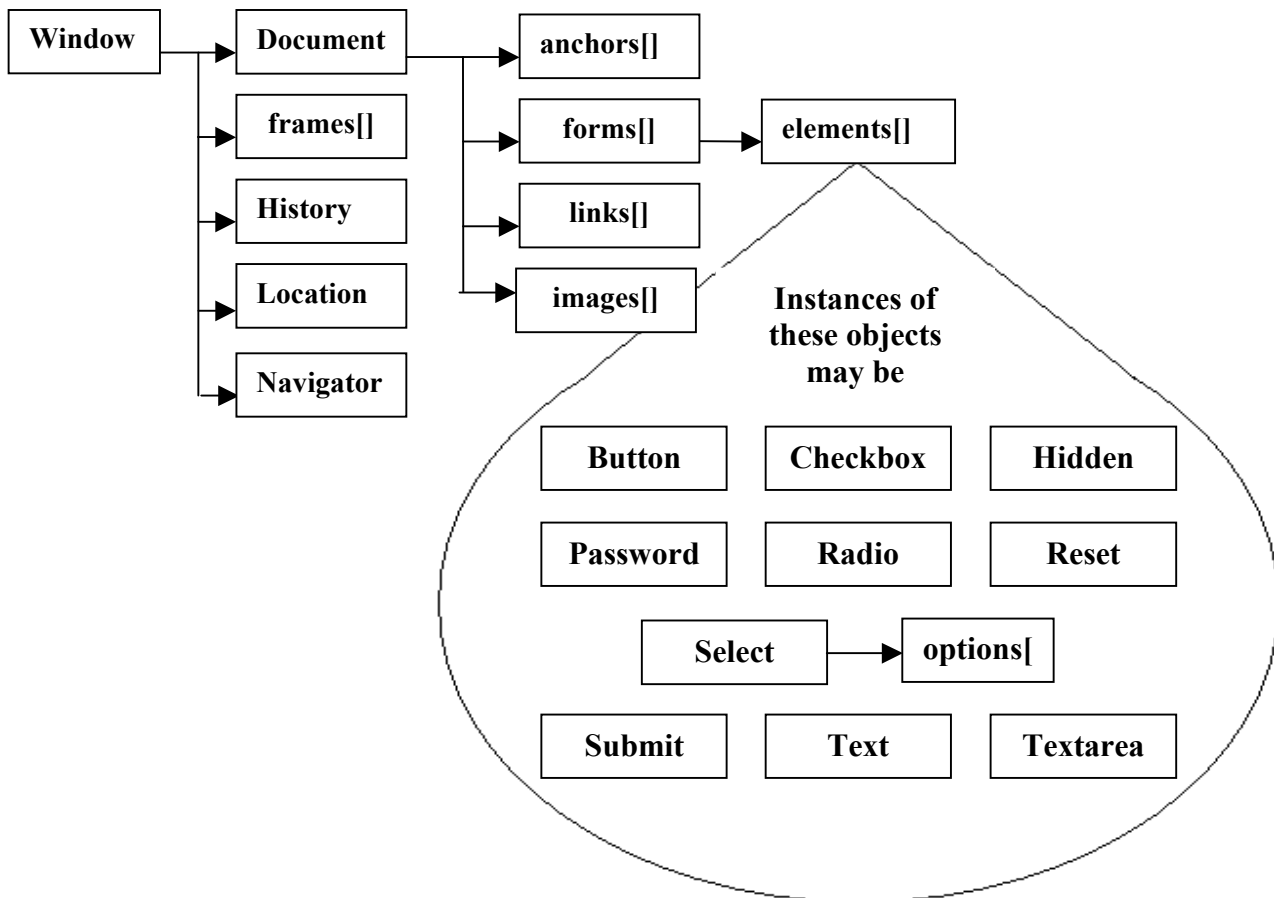 Window
Document
anchors[]
frames[]
forms[]
elements[]
History
links[]
Location
images[]
Navigator
Instances of
these objects
may be
Button
Checkbox
Hidden
Password
Radio
Reset
Select
options[
Submit
Text
Textarea